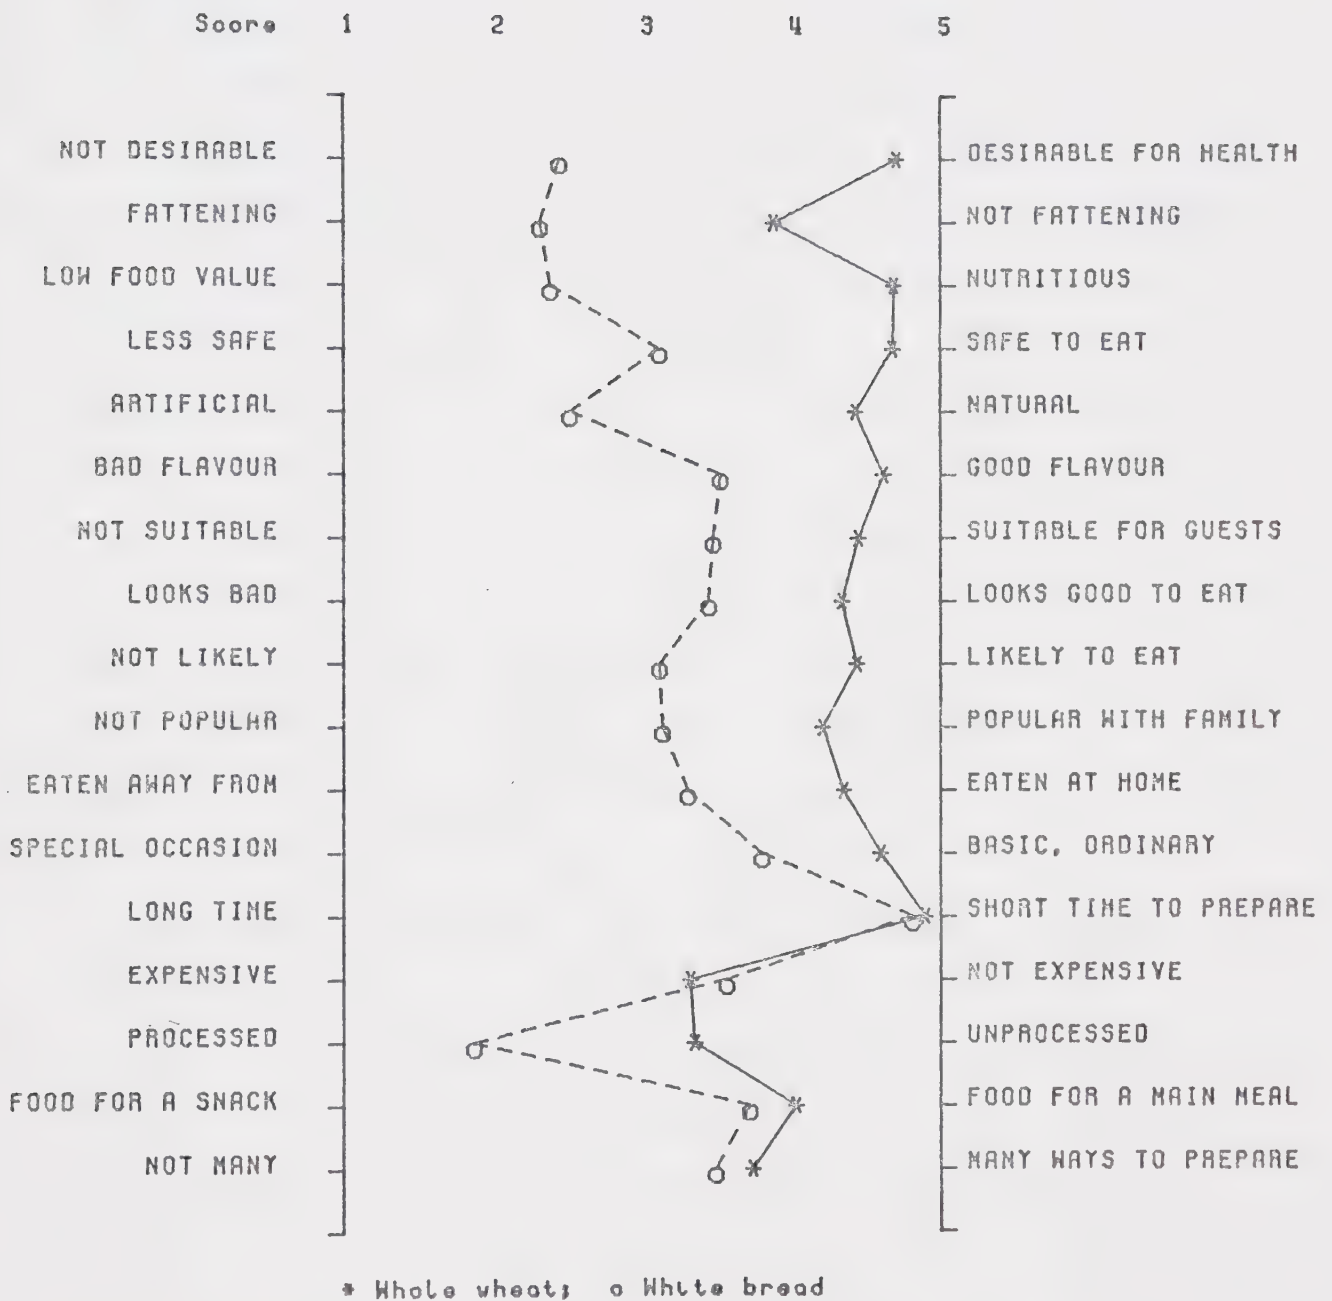 Score 1 2 3 4 5
NOT DESIRABLE DESIRABLE FOR HEALTH
FATTENING NOT FATTENING
LOW FOOD VALUE NUTRITIOUS
LESS SAFE SAFE TO EAT
ARTIFICIAL NATURAL
BAD FLAVOUR GOOD FLAVOUR
NOT SUITABLE SUITABLE FOR GUESTS
LOOKS BAD LOOKS GOOD TO EAT
NOT LIKELY LIKELY TO EAT
NOT POPULAR POPULAR WITH FAMILY
EATEN AWAY FROM EATEN AT HOME
SPECIAL OCCASION BASIC, ORDINARY
LONG TIME SHORT TIME TO PREPARE
EXPENSIVE NOT EXPENSIVE
PROCESSED UNPROCESSED
FOOD FOR A SNACK FOOD FOR A MAIN MEAL
NOT MANY MANY WAYS TO PREPARE
* Whole wheat; o White bread